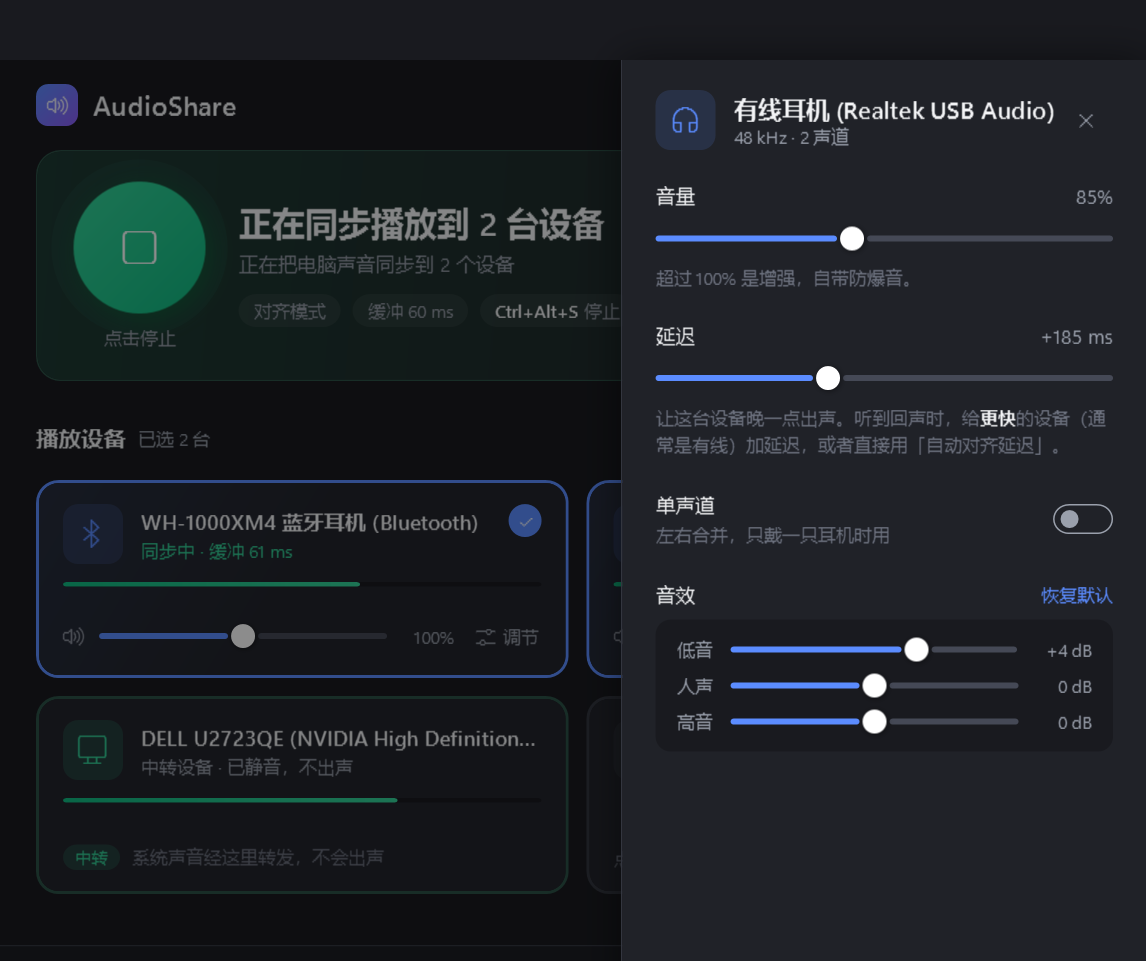 AudioShare
正在同步播放到 2 台设备
正在把电脑声音同步到 2 个设备
对齐模式
缓冲 60 ms
Ctrl+Alt+S 停止
点击停止
播放设备 已选 2 台
WH-1000XM4 蓝牙耳机 (Bluetooth)
同步中 · 缓冲 61 ms
100%
调节
DELL U2723QE (NVIDIA High Definition...
中转设备 · 已静音，不出声
中转 系统声音经这里转发，不会出声
有线耳机 (Realtek USB Audio)
48 kHz · 2 声道
音量 85%
超过 100% 是增强，自带防爆音。
延迟 +185 ms
让这台设备晚一点出声。听到回声时，给更快的设备（通
常是有线）加延迟，或者直接用「自动对齐延迟」。
单声道
左右合并，只戴一只耳机时用
音效 恢复默认
低音 +4 dB
人声 0 dB
高音 0 dB